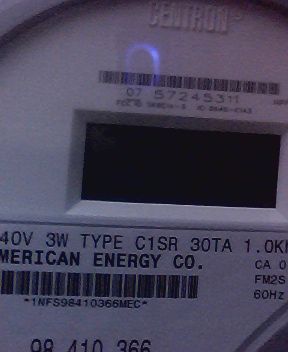 CENTRON
07 57245311
40V 3W TYPE C1SR 30TA 1.0K
MERICAN ENERGY CO. CA 0
FM2S
*1NFS98410366MEC* 60Hz
98 410 366